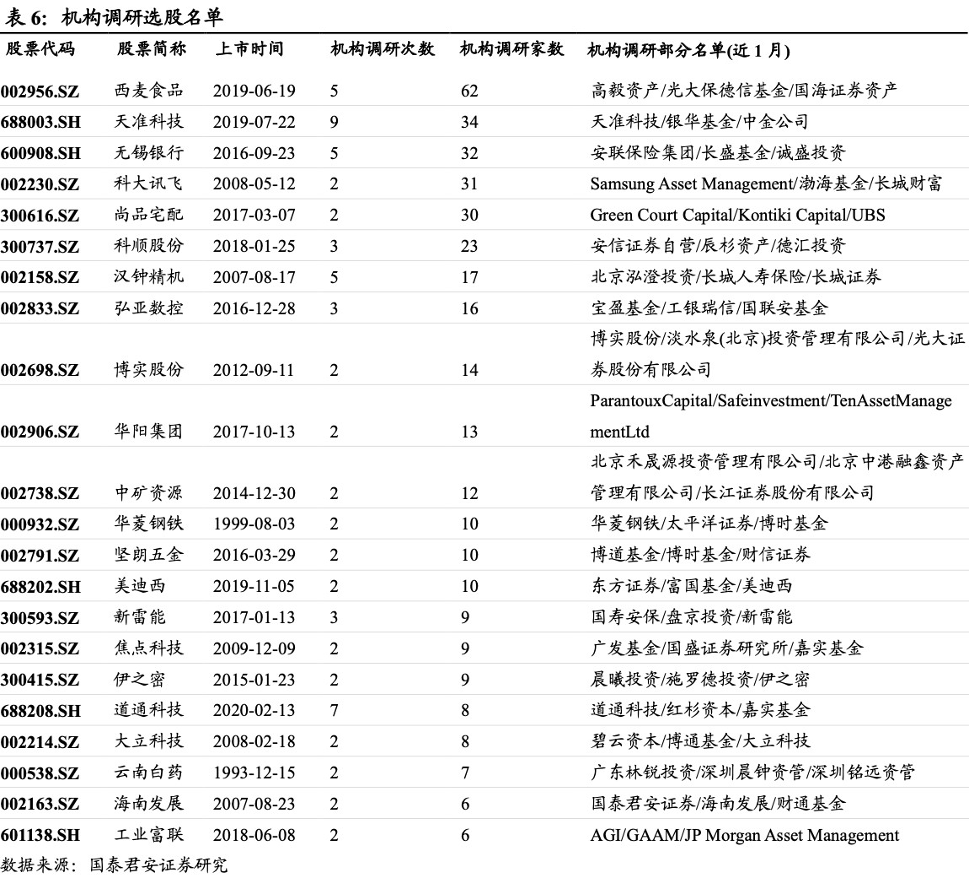 表 6：机构调研选股名单
股票代码 股票简称 上市时间 机构调研次数 机构调研家数 机构调研部分名单(近 1 月)
002956.SZ 西麦食品 2019-06-19 5 62 高毅资产/光大保德信基金/国海证券资产
688003.SH 天准科技 2019-07-22 9 34 天准科技/银华基金/中金公司
600908.SH 无锡银行 2016-09-23 5 32 安联保险集团/长盛基金/诚盛投资
002230.SZ 科大讯飞 2008-05-12 2 31 Samsung Asset Management/渤海基金/长城财富
300616.SZ 尚品宅配 2017-03-07 2 30 Green Court Capital/Kontiki Capital/UBS
300737.SZ 科顺股份 2018-01-25 3 23 安信证券自营/辰杉资产/德汇投资
002158.SZ 汉钟精机 2007-08-17 5 17 北京泓澄投资/长城人寿保险/长城证券
002833.SZ 弘亚数控 2016-12-28 3 16 宝盈基金/工银瑞信/国联安基金
博实股份/淡水泉(北京)投资管理有限公司/光大证
002698.SZ 博实股份 2012-09-11 2 14 券股份有限公司
ParantouxCapital/Safeinvestment/TenAssetManage
002906.SZ 华阳集团 2017-10-13 2 13 mentLtd
北京禾晟源投资管理有限公司/北京中港融鑫资产
002738.SZ 中矿资源 2014-12-30 2 12 管理有限公司/长江证券股份有限公司
000932.SZ 华菱钢铁 1999-08-03 2 10 华菱钢铁/太平洋证券/博时基金
002791.SZ 坚朗五金 2016-03-29 2 10 博道基金/博时基金/财信证券
688202.SH 美迪西 2019-11-05 2 10 东方证券/富国基金/美迪西
300593.SZ 新雷能 2017-01-13 3 9 国寿安保/盘京投资/新雷能
002315.SZ 焦点科技 2009-12-09 2 9 广发基金/国盛证券研究所/嘉实基金
300415.SZ 伊之密 2015-01-23 2 9 晨曦投资/施罗德投资/伊之密
688208.SH 道通科技 2020-02-13 7 8 道通科技/红杉资本/嘉实基金
002214.SZ 大立科技 2008-02-18 2 8 碧云资本/博通基金/大立科技
000538.SZ 云南白药 1993-12-15 2 7 广东林锐投资/深圳晨钟资管/深圳铭远资管
002163.SZ 海南发展 2007-08-23 2 6 国泰君安证券/海南发展/财通基金
601138.SH 工业富联 2018-06-08 2 6 AGI/GAAM/JP Morgan Asset Management
数据来源：国泰君安证券研究